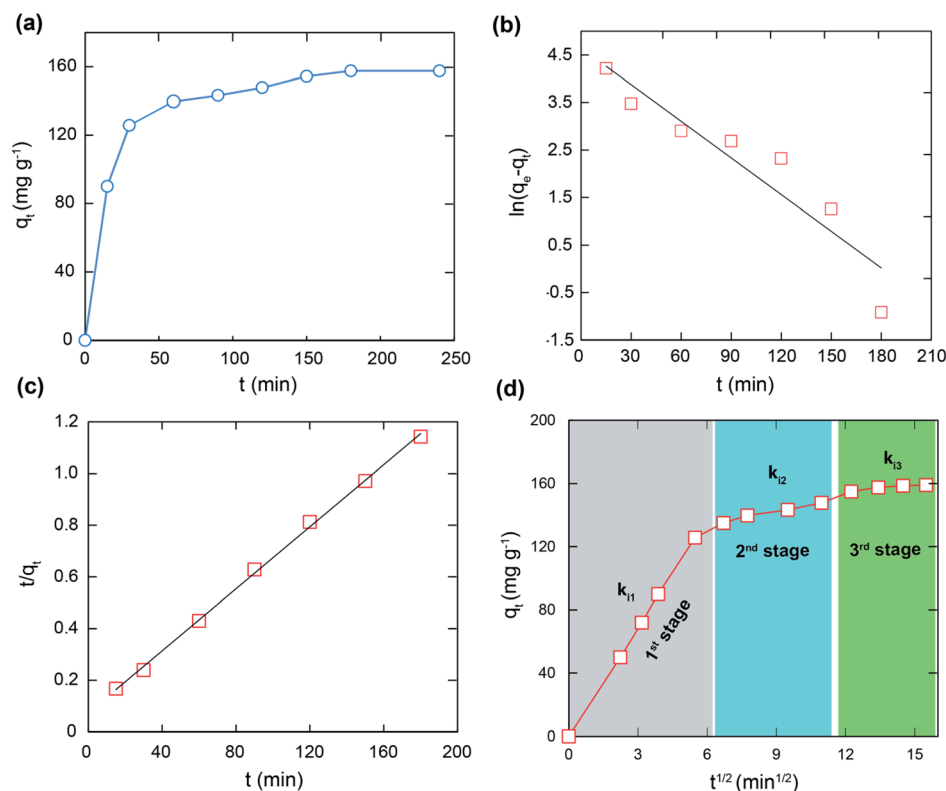 (a)
160
120
80
40
0
qt (mg g-1)
0 50 100 150 200 250
t (min)
(b)
4.5
3.5
2.5
1.5
0.5
-0.5
-1.5
ln(qe-qt)
30 60 90 120 150 180 210
t (min)
(c)
1.2
1.0
0.8
0.6
0.4
0.2
0
t/qt
0 40 80 120 160 200
t (min)
(d)
200
160
120
80
40
0
qt (mg g-1)
ki1
1st stage
ki2
2nd stage
ki3
3rd stage
0 3 6 9 12 15
t1/2 (min1/2)